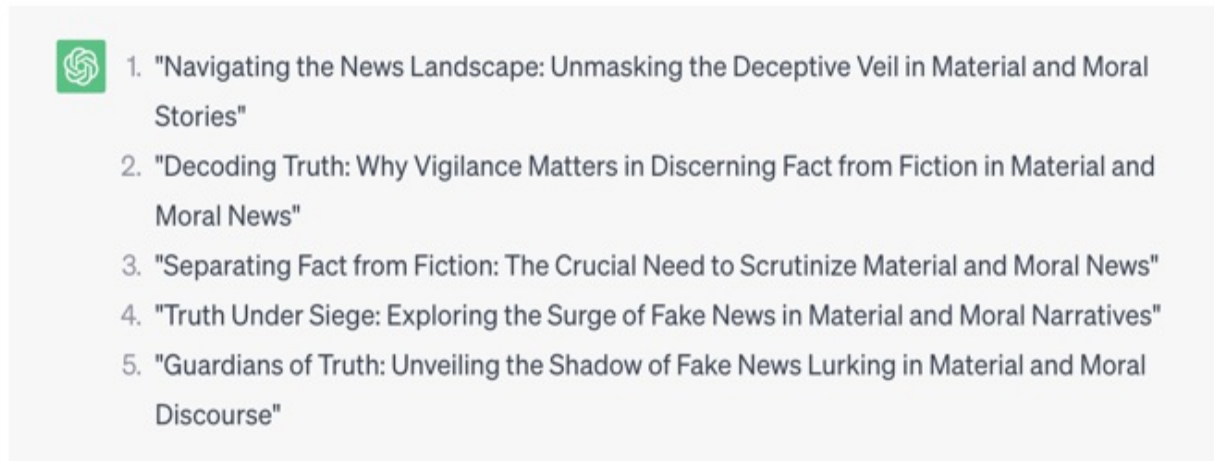 1. "Navigating the News Landscape: Unmasking the Deceptive Veil in Material and Moral
Stories"
2. "Decoding Truth: Why Vigilance Matters in Discerning Fact from Fiction in Material and
Moral News"
3. "Separating Fact from Fiction: The Crucial Need to Scrutinize Material and Moral News"
4. "Truth Under Siege: Exploring the Surge of Fake News in Material and Moral Narratives"
5. "Guardians of Truth: Unveiling the Shadow of Fake News Lurking in Material and Moral
Discourse"